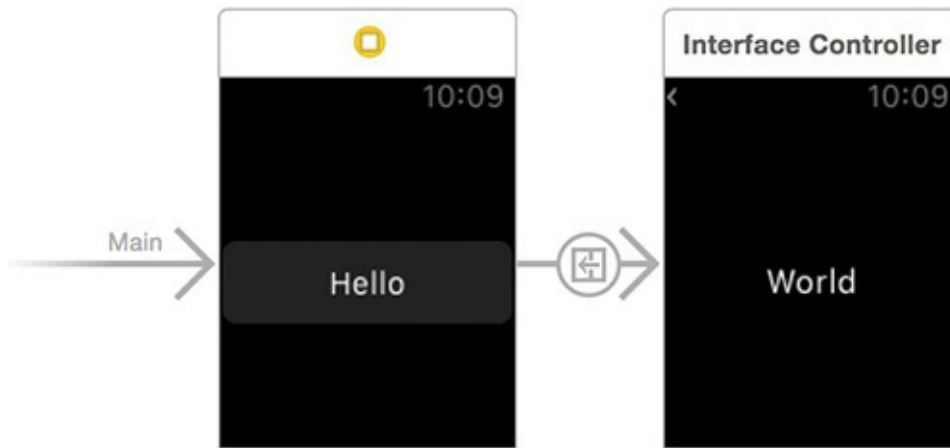 Interface Controller
10:09
< 10:09
Main
Hello
World